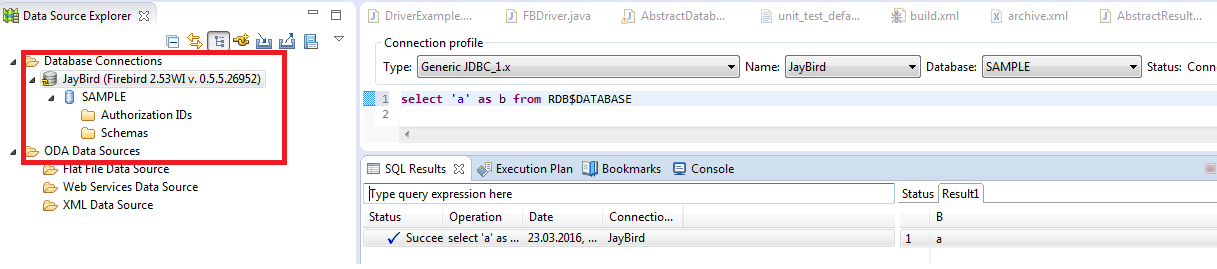 Data Source Explorer
Database Connections
JayBird (Firebird 2.53WI v. 0.5.5.26952)
SAMPLE
Authorization IDs
Schemas
ODA Data Sources
Flat File Data Source
Web Services Data Source
XML Data Source
DriverExample.... FBDriver.java AbstractDatab... unit_test_defa... build.xml archive.xml AbstractResult...
Connection profile
Type: Generic JDBC_1.x Name: JayBird Database: SAMPLE Status: Conne
1 select 'a' as b from RDB$DATABASE
2
SQL Results Execution Plan Bookmarks Console
Type query expression here
Status Operation Date Connectio...
Succee select 'a' as ... 23.03.2016, ... JayBird
Status Result1
B
1 a